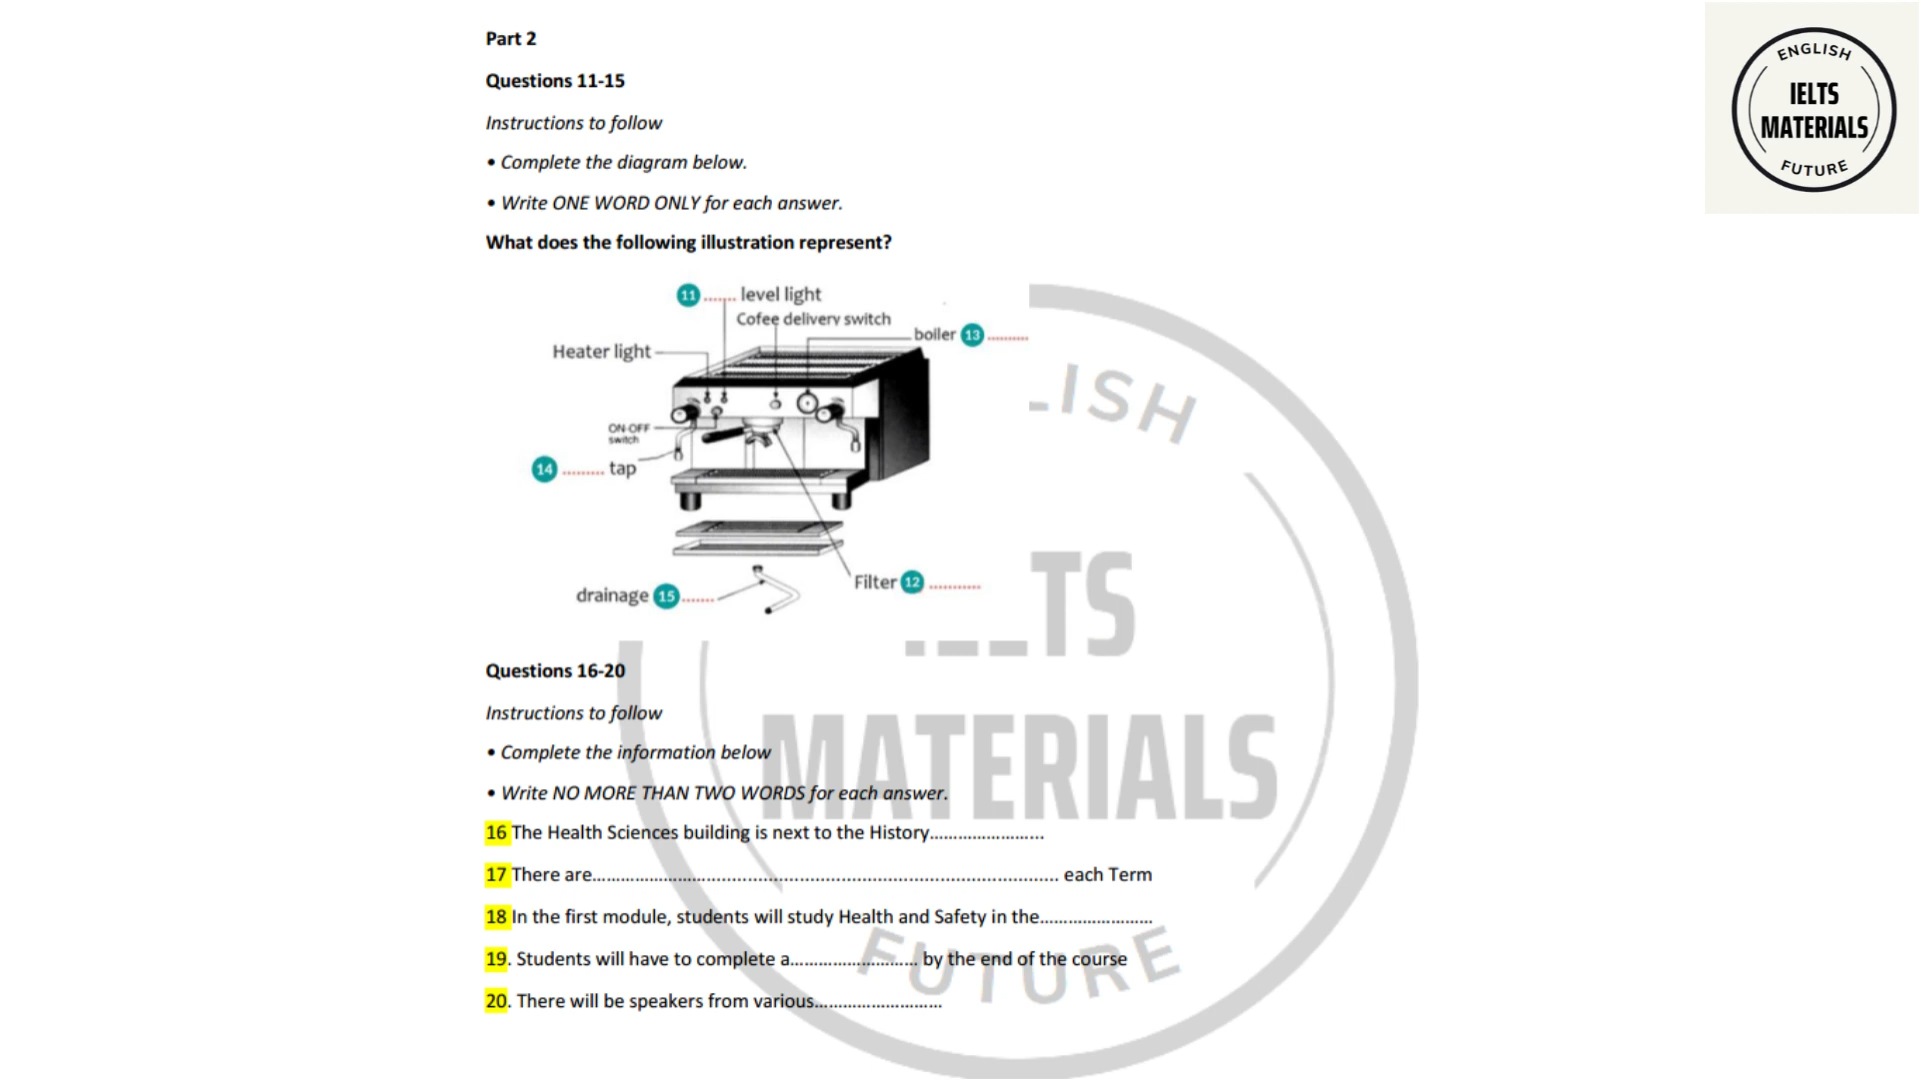 Part 2
Questions 11-15
Instructions to follow
• Complete the diagram below.
• Write ONE WORD ONLY for each answer.
What does the following illustration represent?
11 ....... level light
Cofee delivery switch
boiler 13 ..........
Heater light
ON-OFF
switch
14 ......... tap
Filter 12 ...........
drainage 15 .......
Questions 16-20
Instructions to follow
• Complete the information below
• Write NO MORE THAN TWO WORDS for each answer.
16 The Health Sciences building is next to the History........................
17 There are................................................................................... each Term
18 In the first module, students will study Health and Safety in the........................
19. Students will have to complete a........................... by the end of the course
20. There will be speakers from various...........................
ENGLISH
IELTS
MATERIALS
FUTURE
LISH
TS
MATERIALS
FUTURE